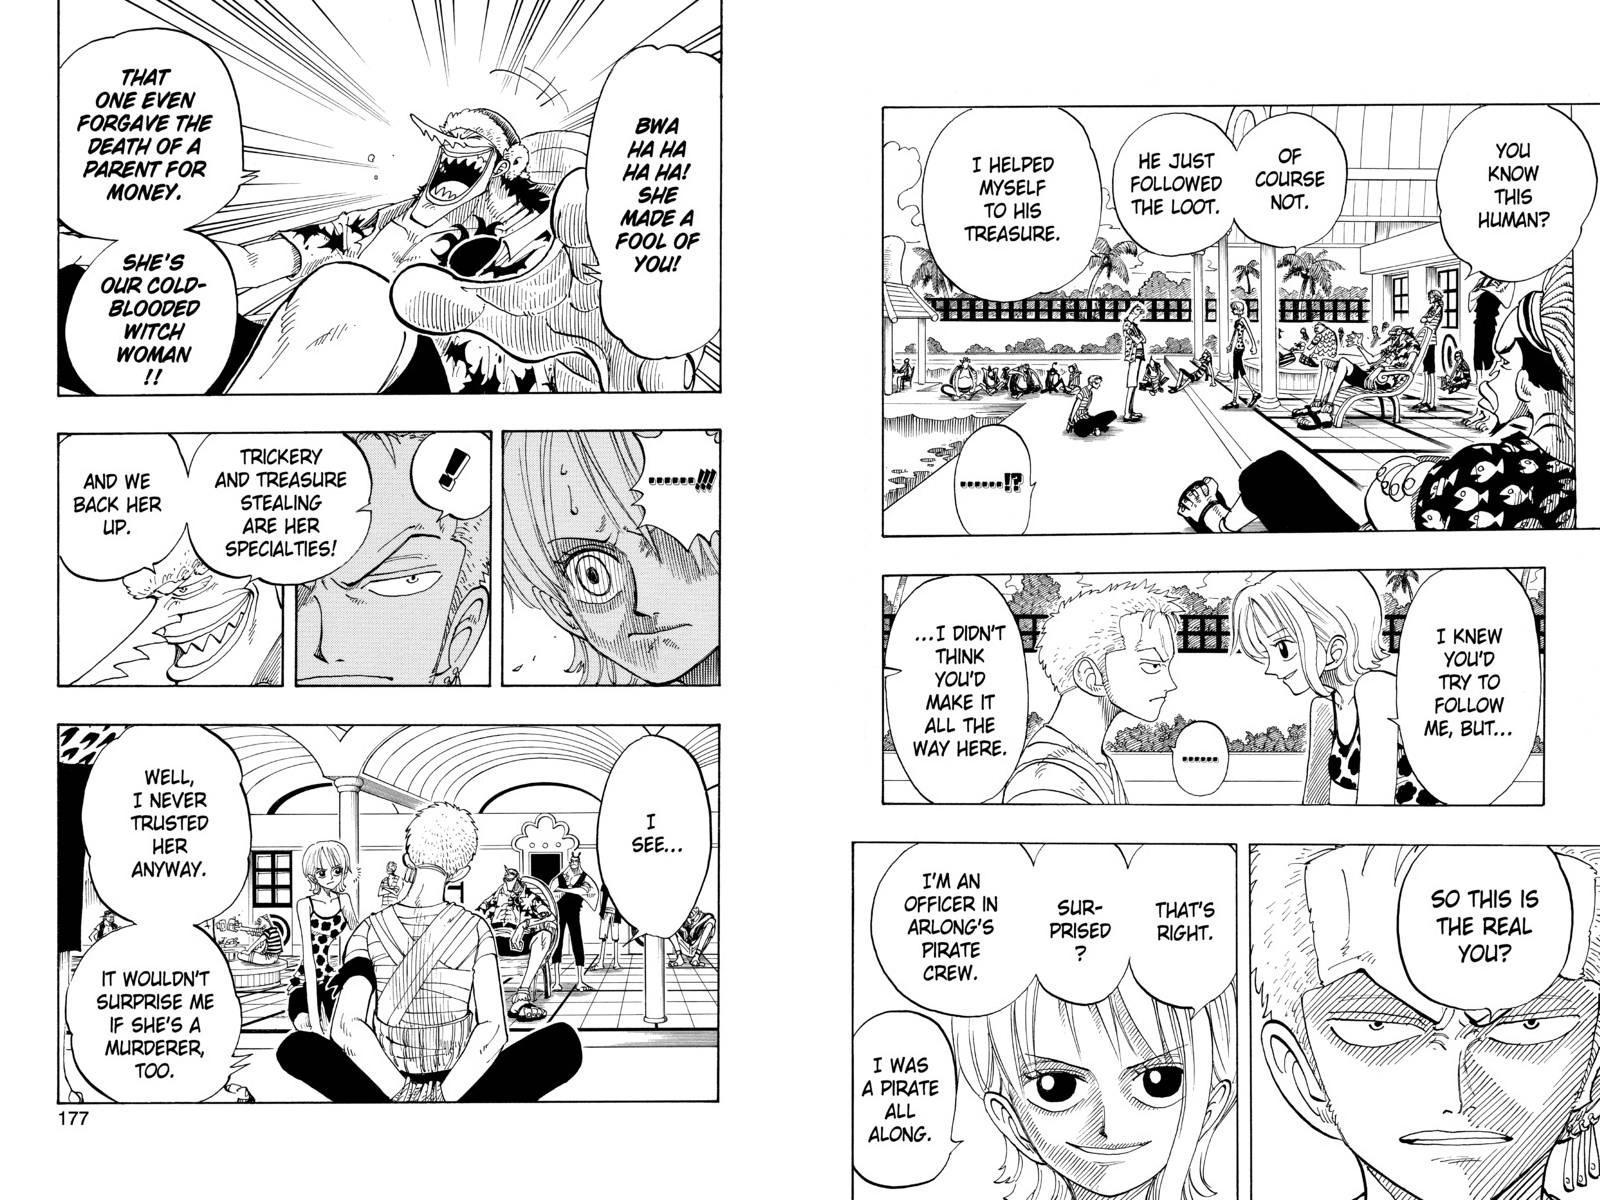 YOU
KNOW
THIS
HUMAN?
OF
COURSE
NOT.
HE JUST
FOLLOWED
THE LOOT.
I HELPED
MYSELF
TO HIS
TREASURE.
......!?
I KNEW
YOU'D
TRY TO
FOLLOW
ME, BUT...
......
...I DIDN'T
THINK
YOU'D
MAKE IT
ALL THE
WAY HERE.
SO THIS IS
THE REAL
YOU?
THAT'S
RIGHT.
SUR-
PRISED
?
I'M AN
OFFICER IN
ARLONG'S
PIRATE
CREW.
I WAS
A PIRATE
ALL
ALONG.
BWA
HA HA
HA HA!
SHE
MADE A
FOOL OF
YOU!
THAT
ONE EVEN
FORGAVE THE
DEATH OF A
PARENT FOR
MONEY.
SHE'S
OUR COLD-
BLOODED
WITCH
WOMAN
!!
......!!!
!
TRICKERY
AND TREASURE
STEALING
ARE HER
SPECIALTIES!
AND WE
BACK HER
UP.
I
SEE...
WELL,
I NEVER
TRUSTED
HER
ANYWAY.
IT WOULDN'T
SURPRISE ME
IF SHE'S A
MURDERER,
TOO.
177